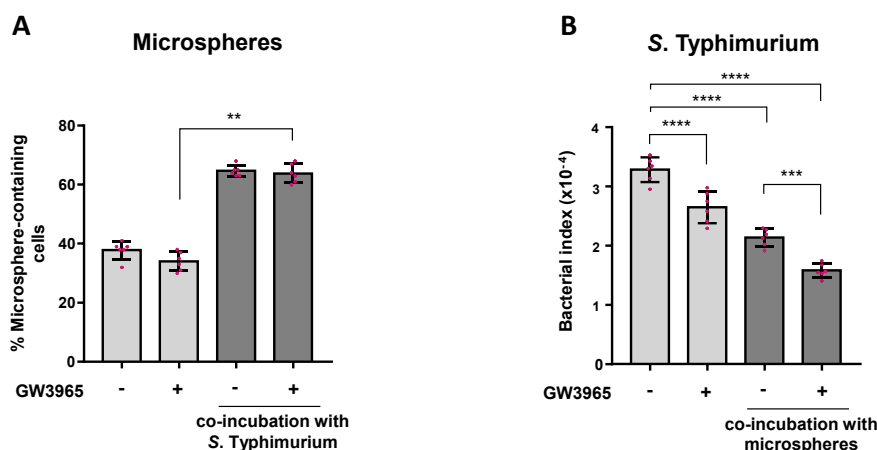 A
Microspheres
**
80
60
40
20
0
% Microsphere-containing
cells
GW3965 - + - +
co-incubation with
S. Typhimurium
B
S. Typhimurium
****
****
****
***
4
3
2
1
0
Bacterial index (x10-4)
GW3965 - + - +
co-incubation with
microspheres